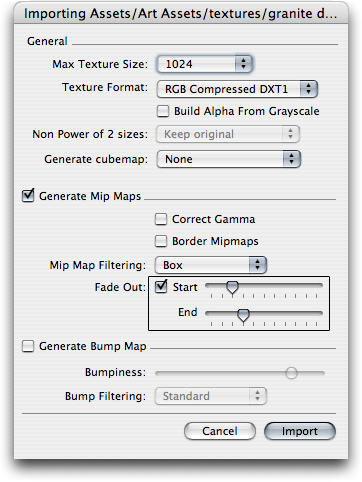 Importing Assets/Art Assets/textures/granite d...
General
Max Texture Size: 1024
Texture Format: RGB Compressed DXT1
Build Alpha From Grayscale
Non Power of 2 sizes: Keep original
Generate cubemap: None
Generate Mip Maps
Correct Gamma
Border Mipmaps
Mip Map Filtering: Box
Fade Out: Start
End
Generate Bump Map
Bumpiness:
Bump Filtering: Standard
Cancel Import